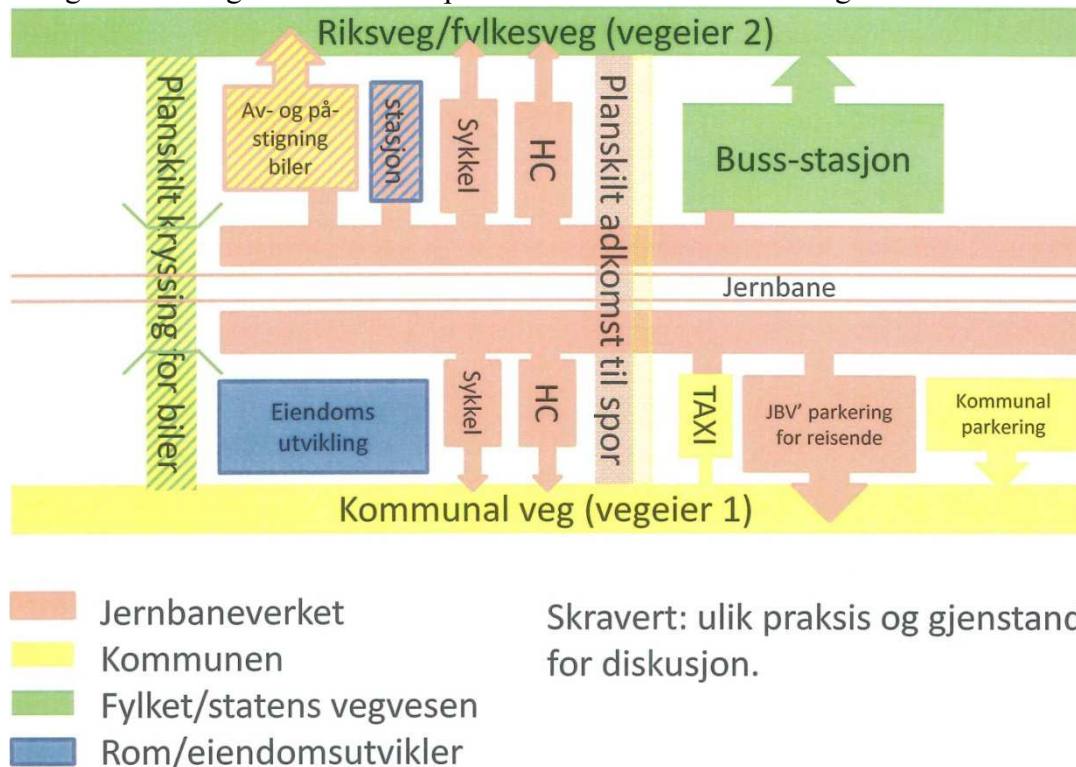 Riksveg/fylkesveg (vegeier 2)
Planskilt kryssing for biler
Av- og på-
stigning
biler
stasjon
Sykkel
HC
Planskilt adkomst til spor
Buss-stasjon
Jernbane
Eiendoms
utvikling
Sykkel
HC
TAXI
JBV' parkering
for reisende
Kommunal
parkering
Kommunal veg (vegeier 1)
Jernbaneverket
Kommunen
Fylket/statens vegvesen
Rom/eiendomsutvikler
Skravert: ulik praksis og gjenstand
for diskusjon.